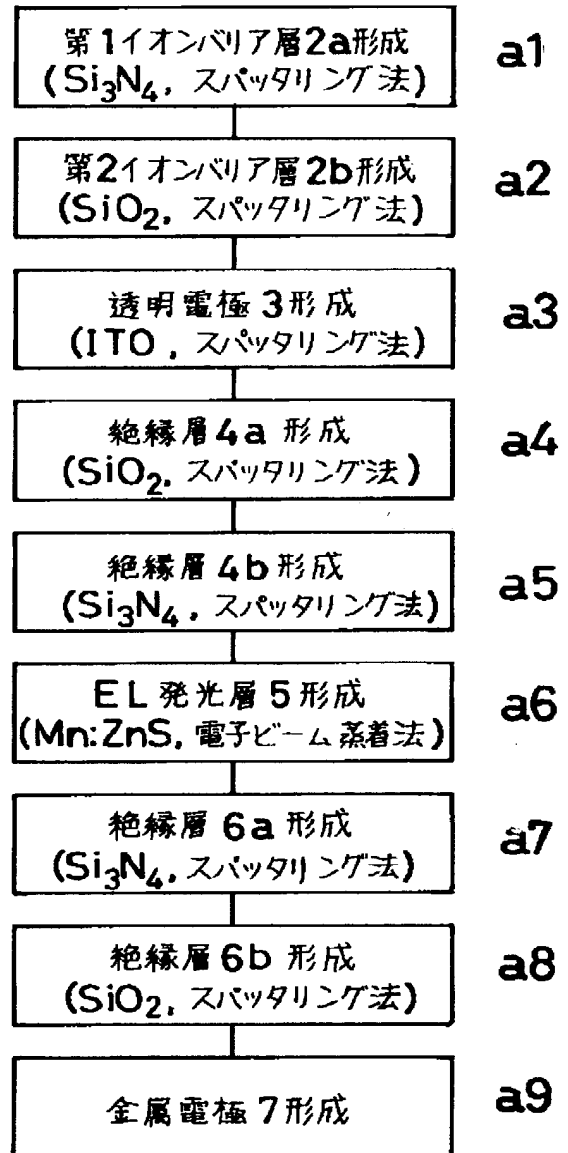 第1イオンバリア層2a形成
(Si₃N₄, スパッタリング法)
a1
第2イオンバリア層2b形成
(SiO₂, スパッタリング法)
a2
透明電極3形成
(ITO, スパッタリング法)
a3
絶縁層4a形成
(SiO₂, スパッタリング法)
a4
絶縁層4b形成
(Si₃N₄, スパッタリング法)
a5
EL発光層5形成
(Mn:ZnS, 電子ビーム蒸着法)
a6
絶縁層6a形成
(Si₃N₄, スパッタリング法)
a7
絶縁層6b形成
(SiO₂, スパッタリング法)
a8
金属電極7形成
a9